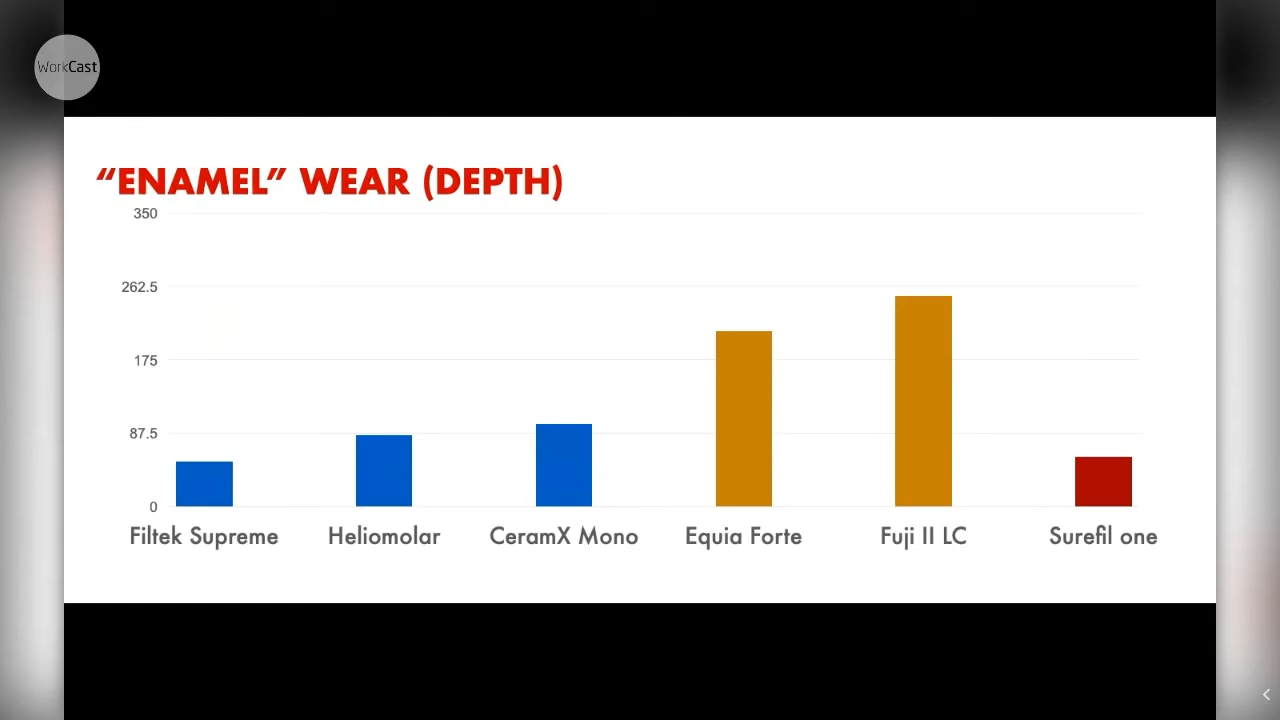 WorkCast
“ENAMEL” WEAR (DEPTH)
350
262.5
175
87.5
0
Filtek Supreme Heliomolar CeramX Mono Equia Forte Fuji II LC Surefil one